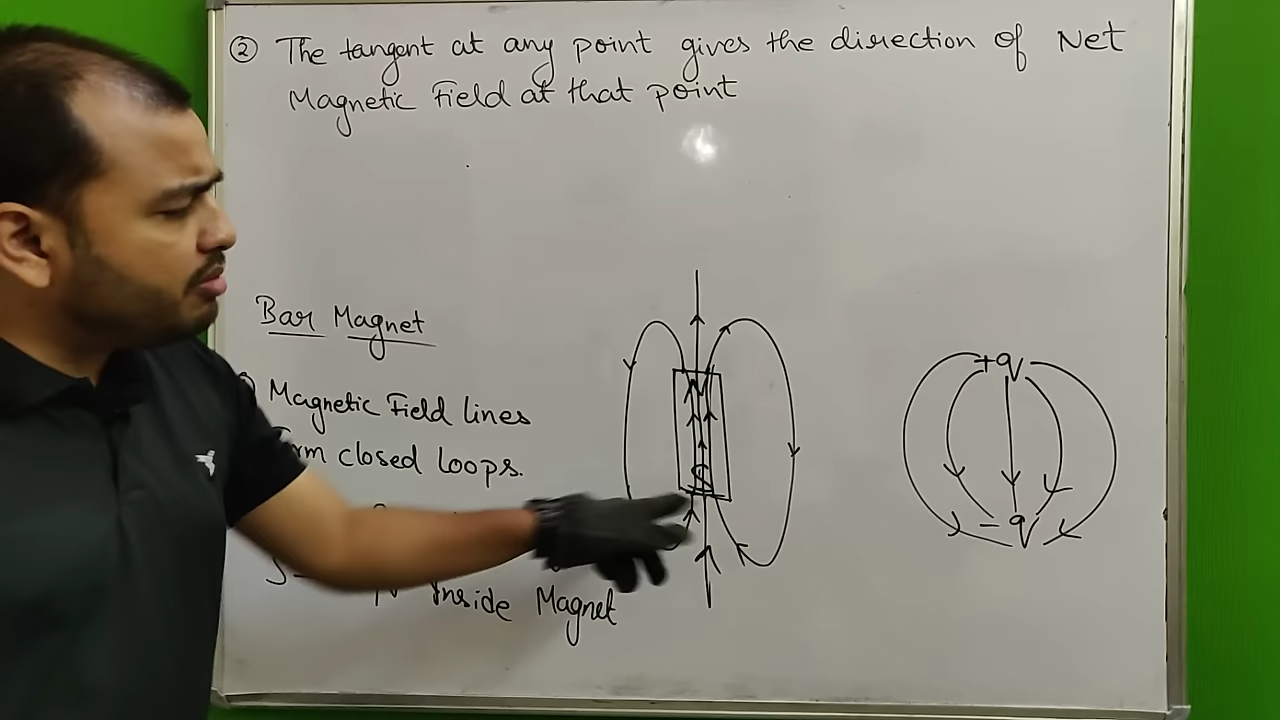 ② The tangent at any point gives the direction of Net
Magnetic Field at that point
Bar Magnet
Magnetic Field lines
closed loops.
Inside Magnet
N
S
+q
-q